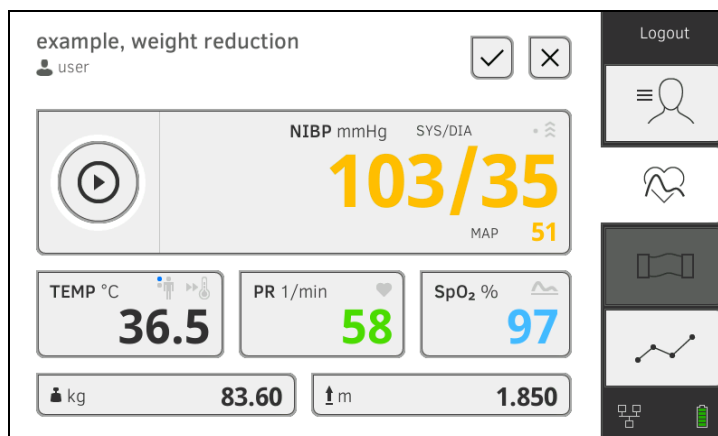 example, weight reduction
user
Logout
NIBP mmHg SYS/DIA
103/35
MAP 51
TEMP °C
36.5
PR 1/min
58
SpO₂ %
97
kg 83.60
m 1.850